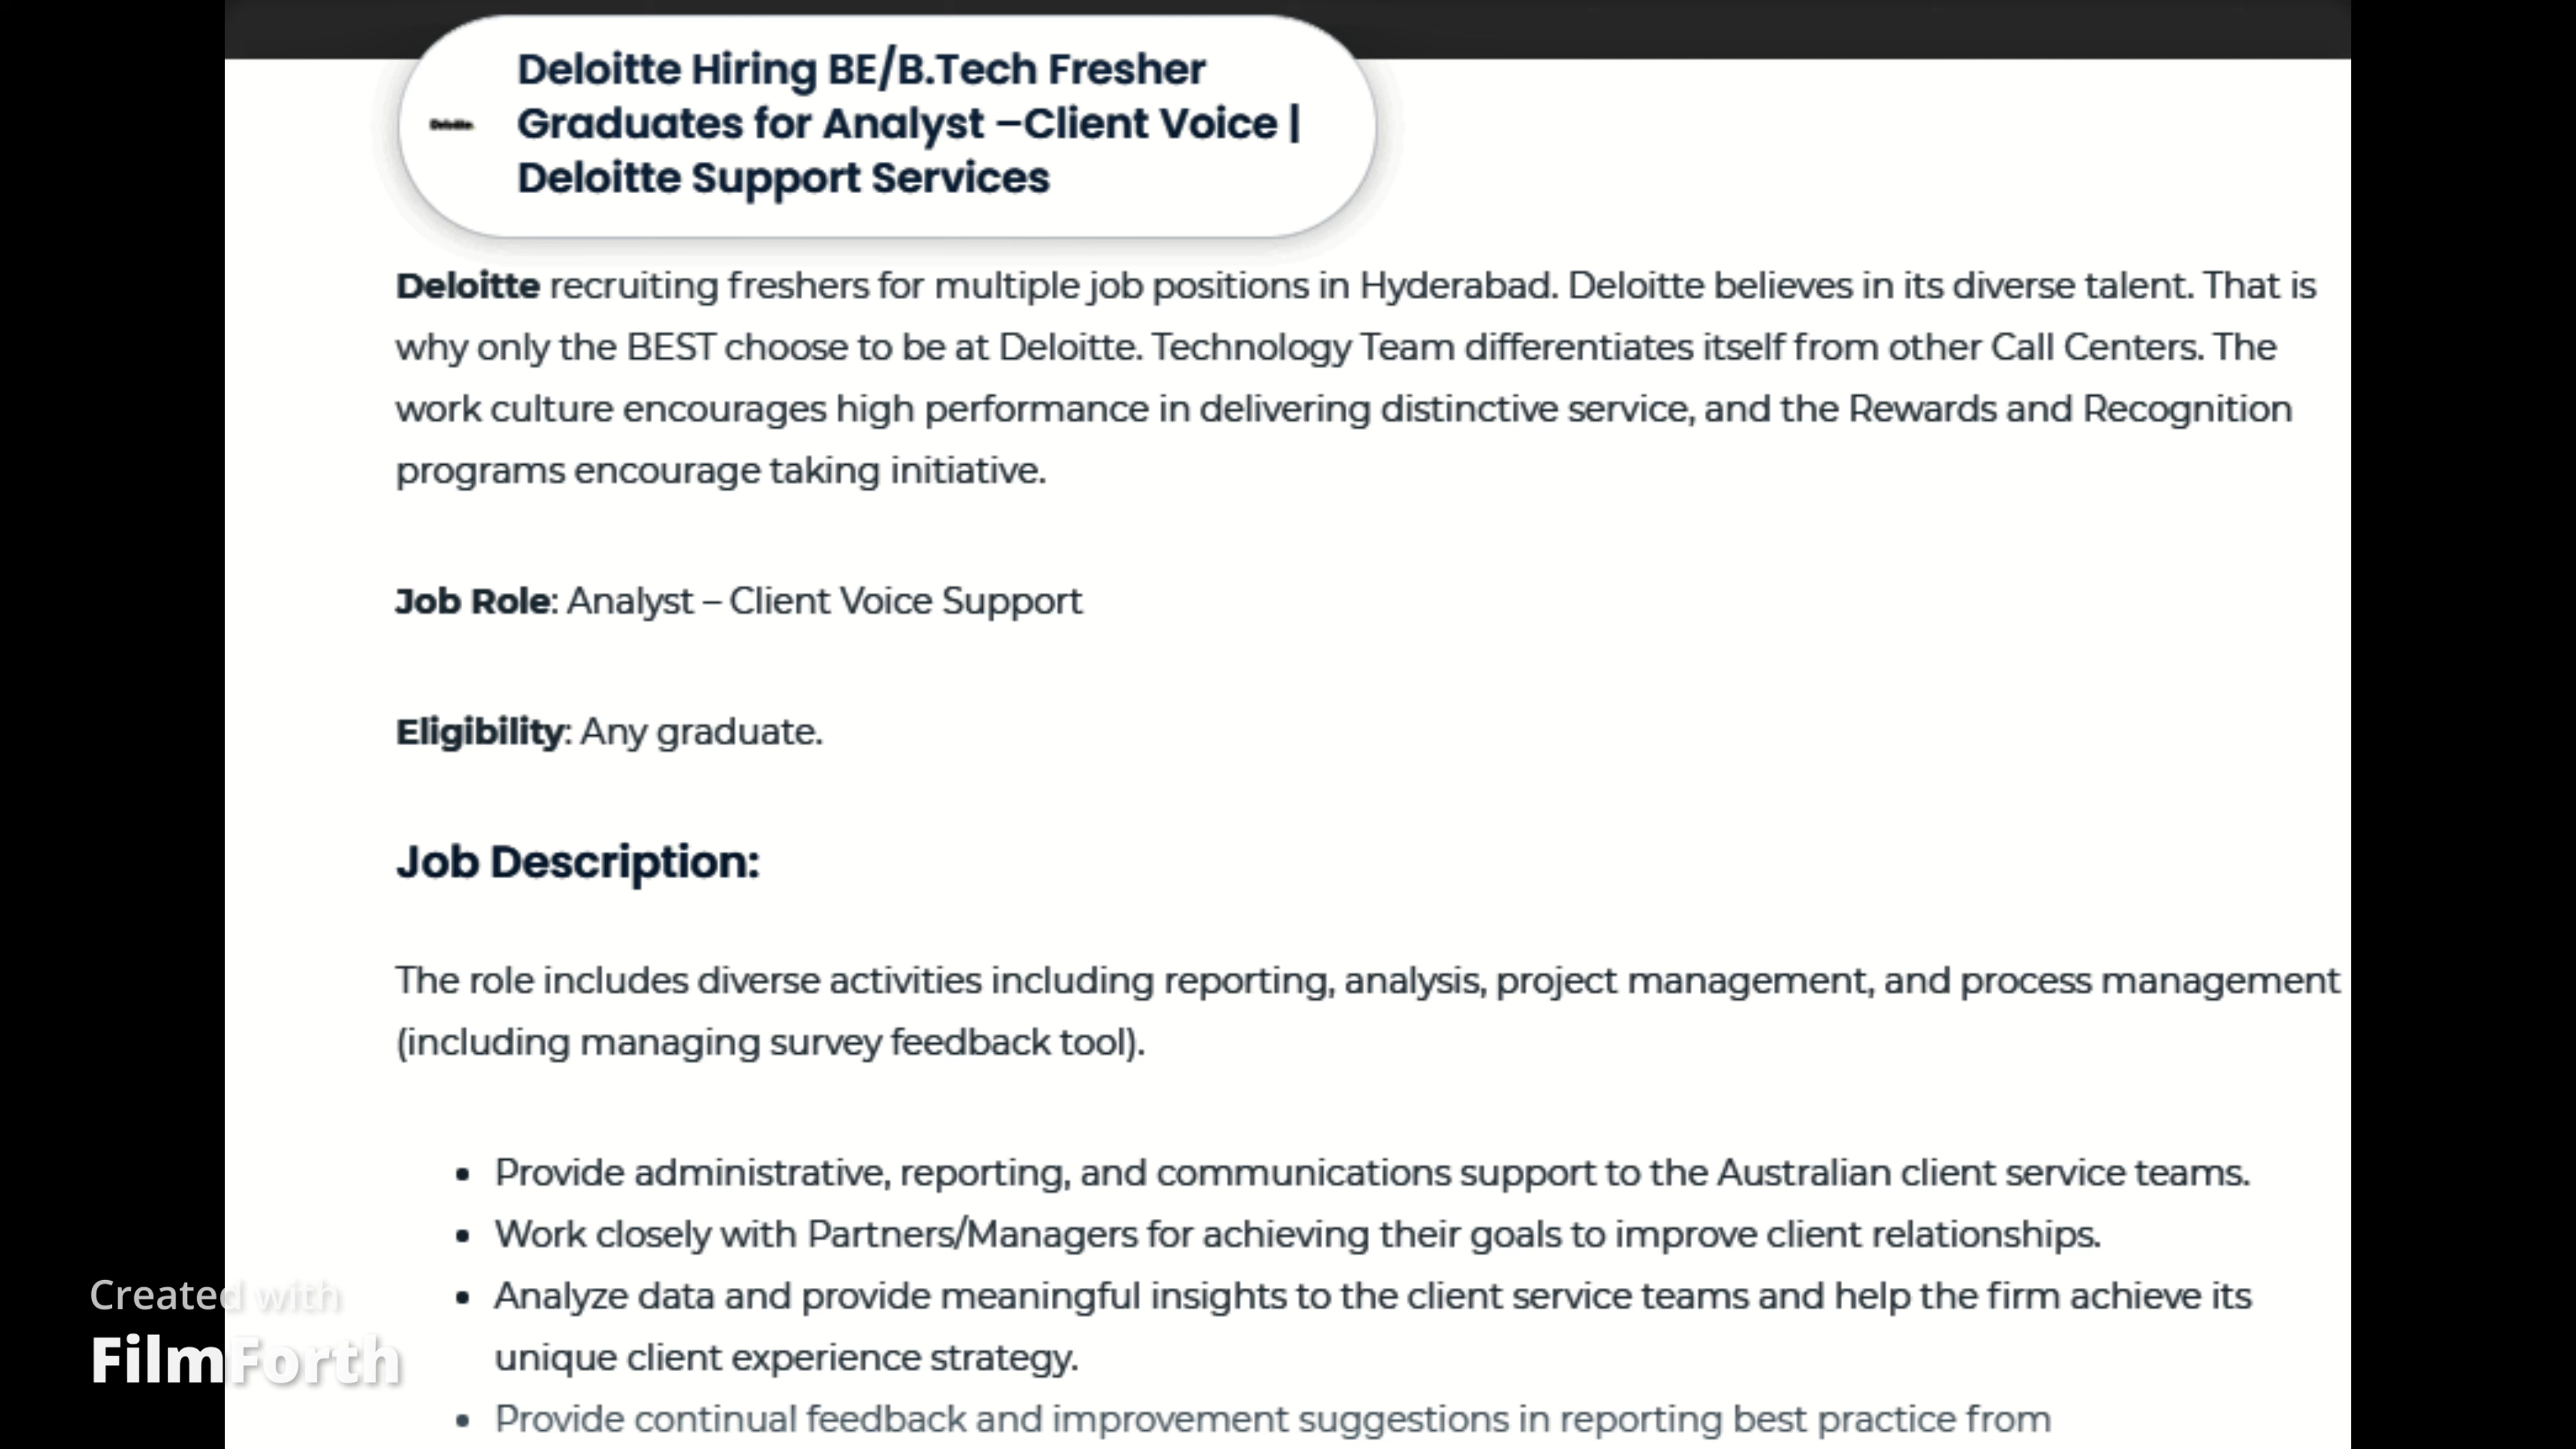 Deloitte Hiring BE/B.Tech Fresher
Graduates for Analyst –Client Voice |
Deloitte Support Services
Deloitte.
Deloitte recruiting freshers for multiple job positions in Hyderabad. Deloitte believes in its diverse talent. That is
why only the BEST choose to be at Deloitte. Technology Team differentiates itself from other Call Centers. The
work culture encourages high performance in delivering distinctive service, and the Rewards and Recognition
programs encourage taking initiative.
Job Role: Analyst – Client Voice Support
Eligibility: Any graduate.
Job Description:
The role includes diverse activities including reporting, analysis, project management, and process management
(including managing survey feedback tool).
• Provide administrative, reporting, and communications support to the Australian client service teams.
• Work closely with Partners/Managers for achieving their goals to improve client relationships.
• Analyze data and provide meaningful insights to the client service teams and help the firm achieve its
unique client experience strategy.
• Provide continual feedback and improvement suggestions in reporting best practice from
Created with
FilmForth